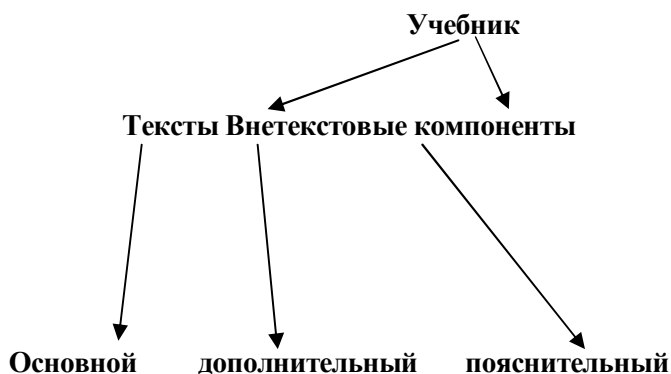 Учебник
Тексты Внетекстовые компоненты
Основной дополнительный пояснительный